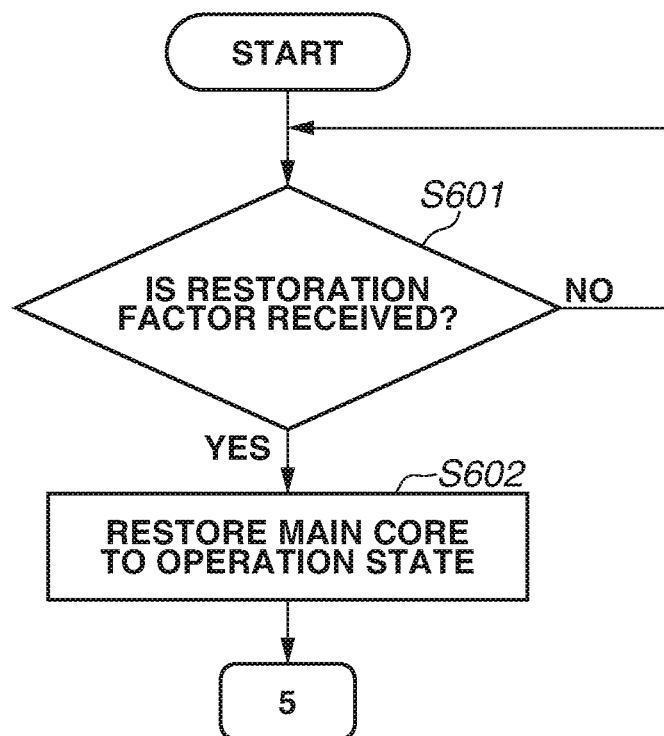 START
S601
IS RESTORATION
FACTOR RECEIVED?
NO
YES
S602
RESTORE MAIN CORE
TO OPERATION STATE
5